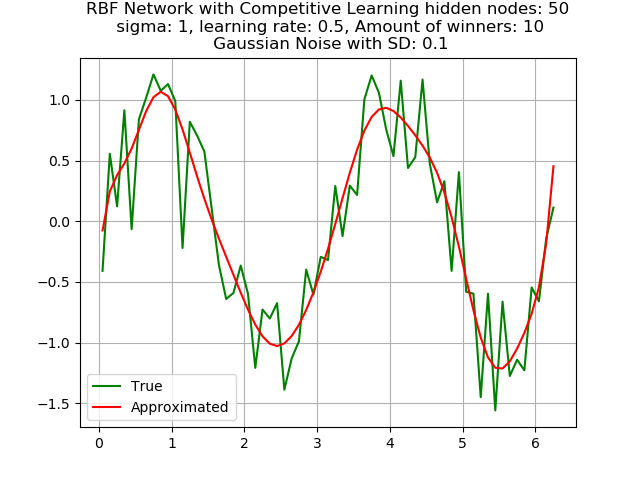 RBF Network with Competitive Learning hidden nodes: 50
sigma: 1, learning rate: 0.5, Amount of winners: 10
Gaussian Noise with SD: 0.1
1.0
0.5
0.0
−0.5
−1.0
−1.5
True
Approximated
0 1 2 3 4 5 6